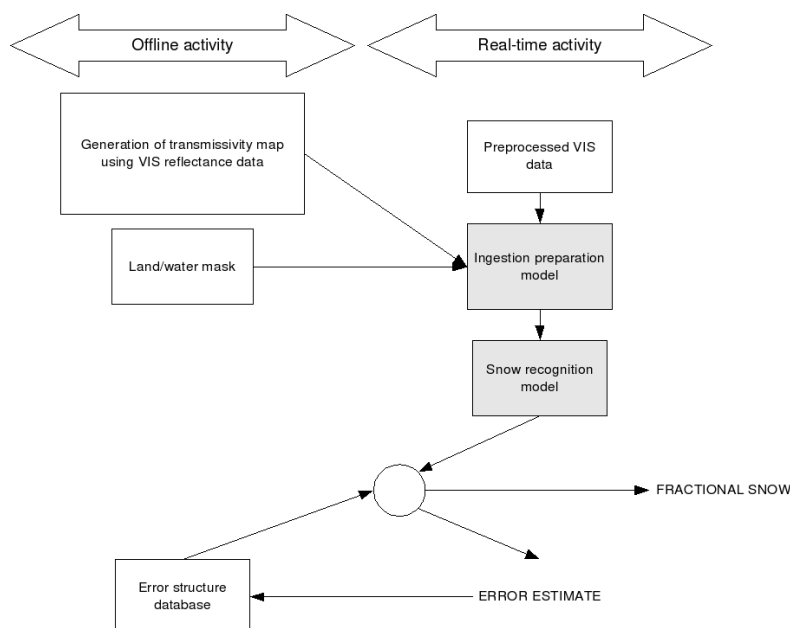 Offline activity
Real-time activity
Generation of transmissivity map
using VIS reflectance data
Preprocessed VIS
data
Land/water mask
Ingestion preparation
model
Snow recognition
model
FRACTIONAL SNOW
Error structure
database
ERROR ESTIMATE